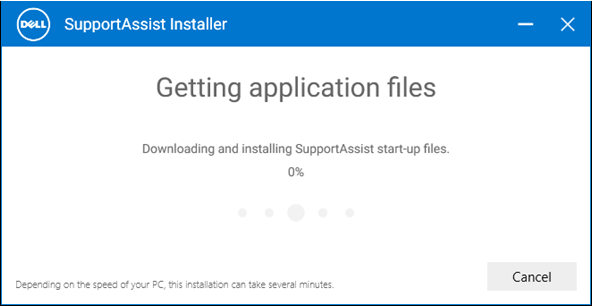 DELL SupportAssist Installer
Getting application files
Downloading and installing SupportAssist start-up files.
0%
Cancel
Depending on the speed of your PC, this installation can take several minutes.